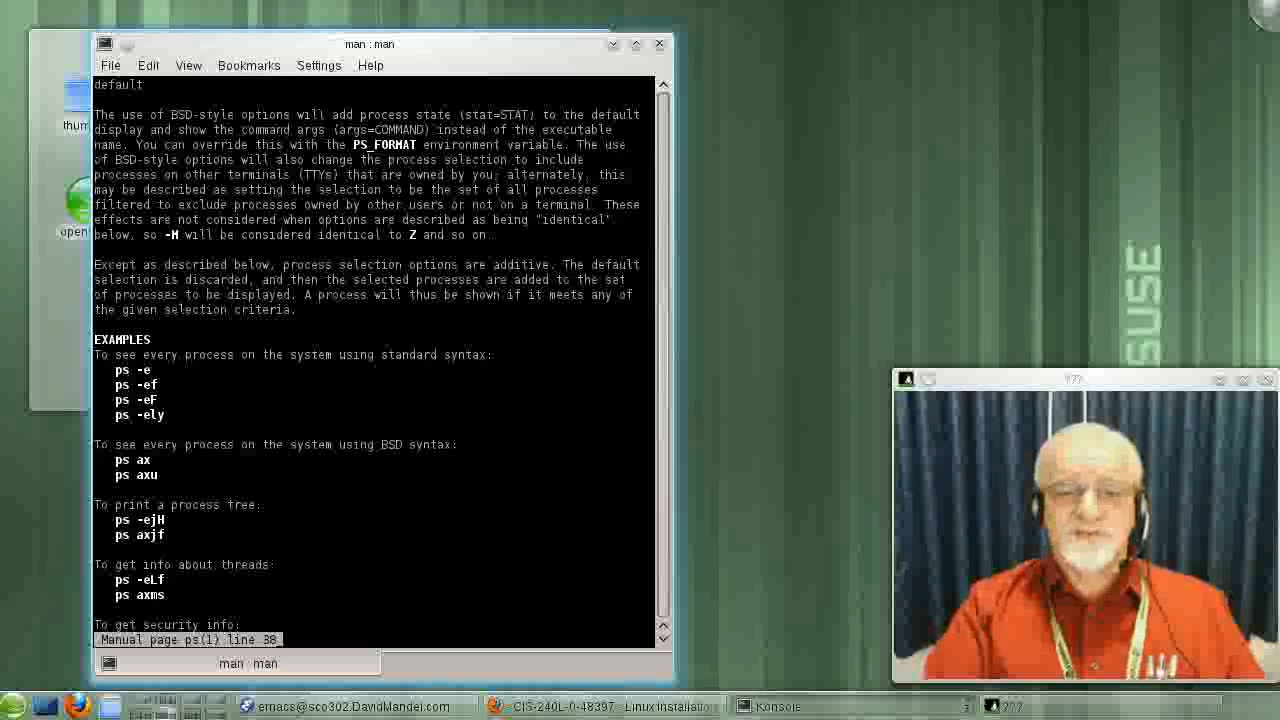 man : man
File Edit View Bookmarks Settings Help
default
The use of BSD-style options will add process state (stat=STAT) to the default
display and show the command args (args=COMMAND) instead of the executable
name. You can override this with the PS_FORMAT environment variable. The use
of BSD-style options will also change the process selection to include
processes on other terminals (TTYs) that are owned by you; alternately, this
may be described as setting the selection to be the set of all processes
filtered to exclude processes owned by other users or not on a terminal. These
effects are not considered when options are described as being "identical"
below, so -M will be considered identical to Z and so on.
Except as described below, process selection options are additive. The default
selection is discarded, and then the selected processes are added to the set
of processes to be displayed. A process will thus be shown if it meets any of
the given selection criteria.
EXAMPLES
To see every process on the system using standard syntax:
ps -e
ps -ef
ps -eF
ps -ely
To see every process on the system using BSD syntax:
ps ax
ps axu
To print a process tree:
ps -ejH
ps axjf
To get info about threads:
ps -eLf
ps axms
To get security info:
Manual page ps(1) line 38
man : man
thum
open
SUSE
???
@sco302.DavidMandel.com
CIS-240L-0-48397 Linux Installatio
Konsole 3
???